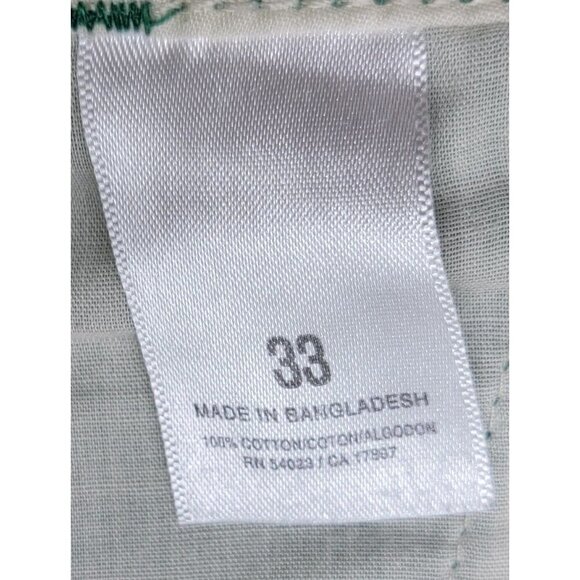 33
MADE IN BANGLADESH
100% COTTON/COTON/ALGODON
RN 54023 / CA 17897